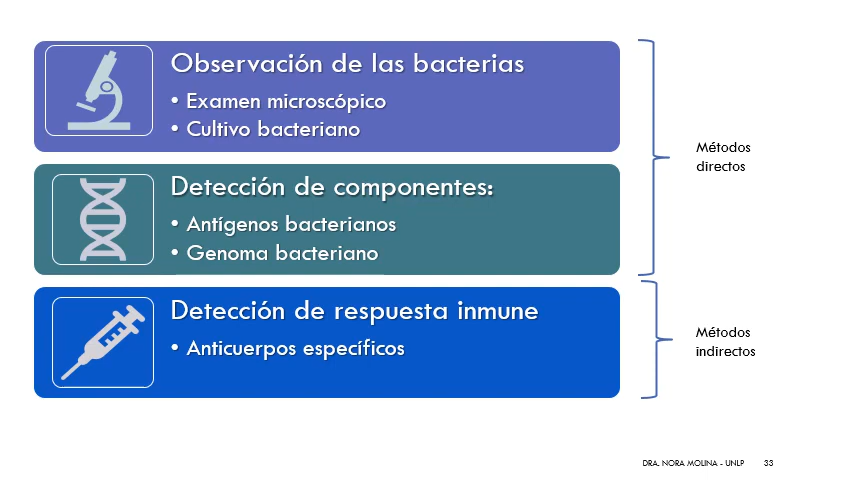 Observación de las bacterias
• Examen microscópico
• Cultivo bacteriano
Métodos
directos
Detección de componentes:
• Antígenos bacterianos
• Genoma bacteriano
Detección de respuesta inmune
• Anticuerpos específicos
Métodos
indirectos
DRA. NORA MOLINA - UNLP 33